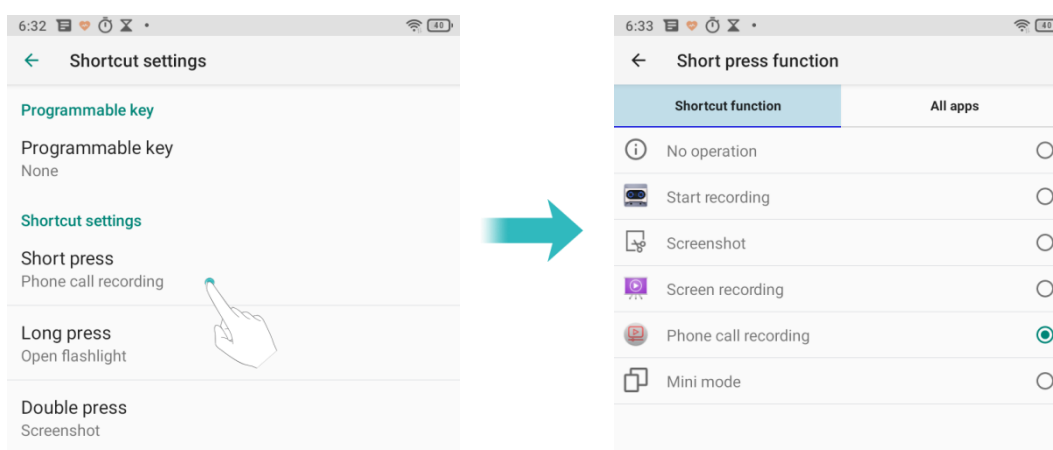 6:32
40
Shortcut settings
Programmable key
Programmable key
None
Shortcut settings
Short press
Phone call recording
Long press
Open flashlight
Double press
Screenshot
6:33
40
Short press function
Shortcut function
All apps
No operation
Start recording
Screenshot
Screen recording
Phone call recording
Mini mode